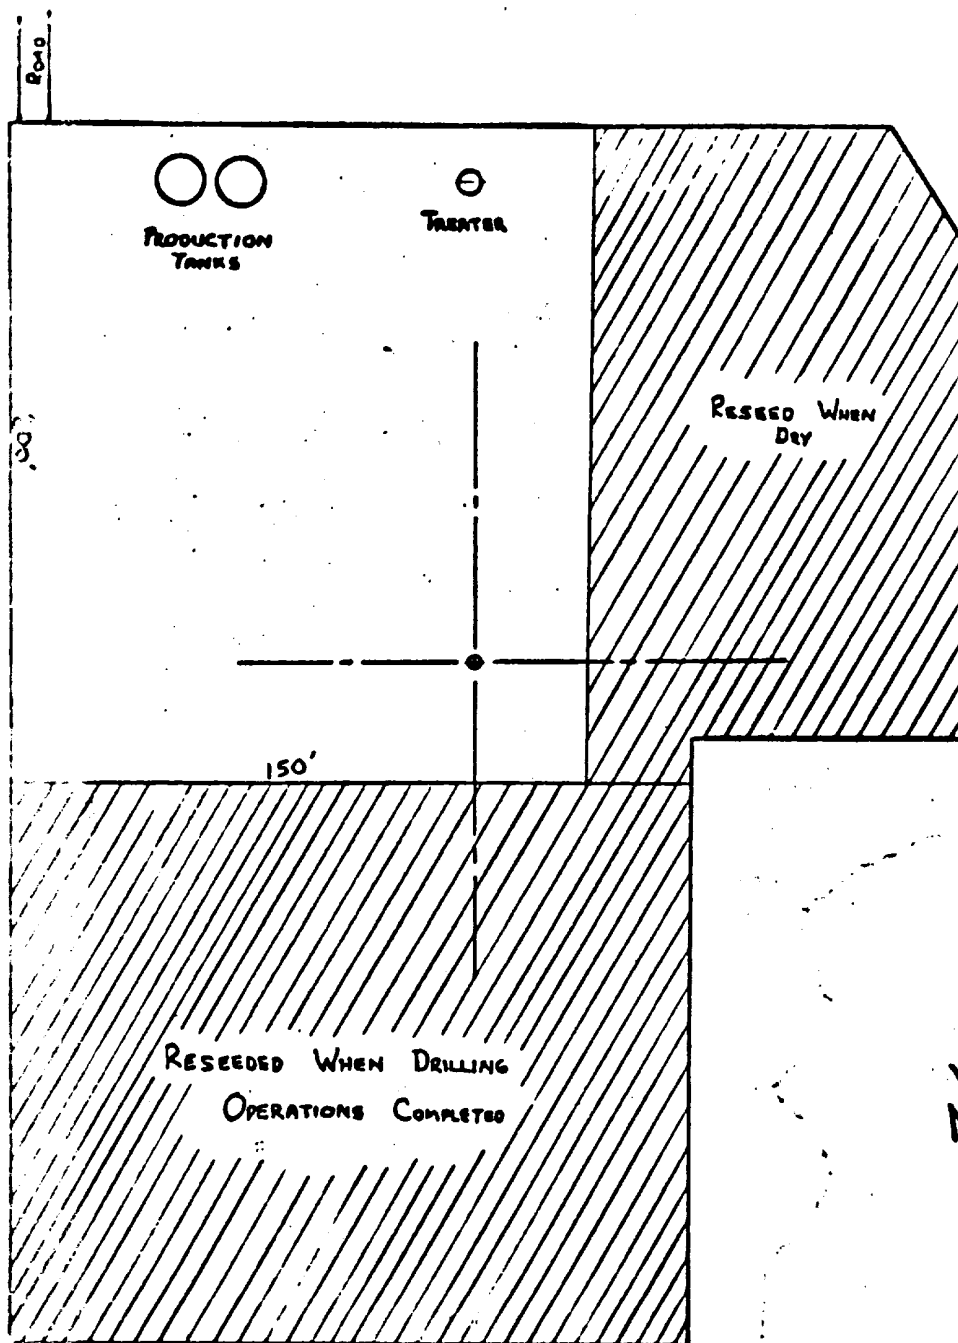 ROAD
PRODUCTION
TANKS
TREATER
RESEED WHEN
DRY
150'
RESEEDED WHEN DRILLING
OPERATIONS COMPLETED